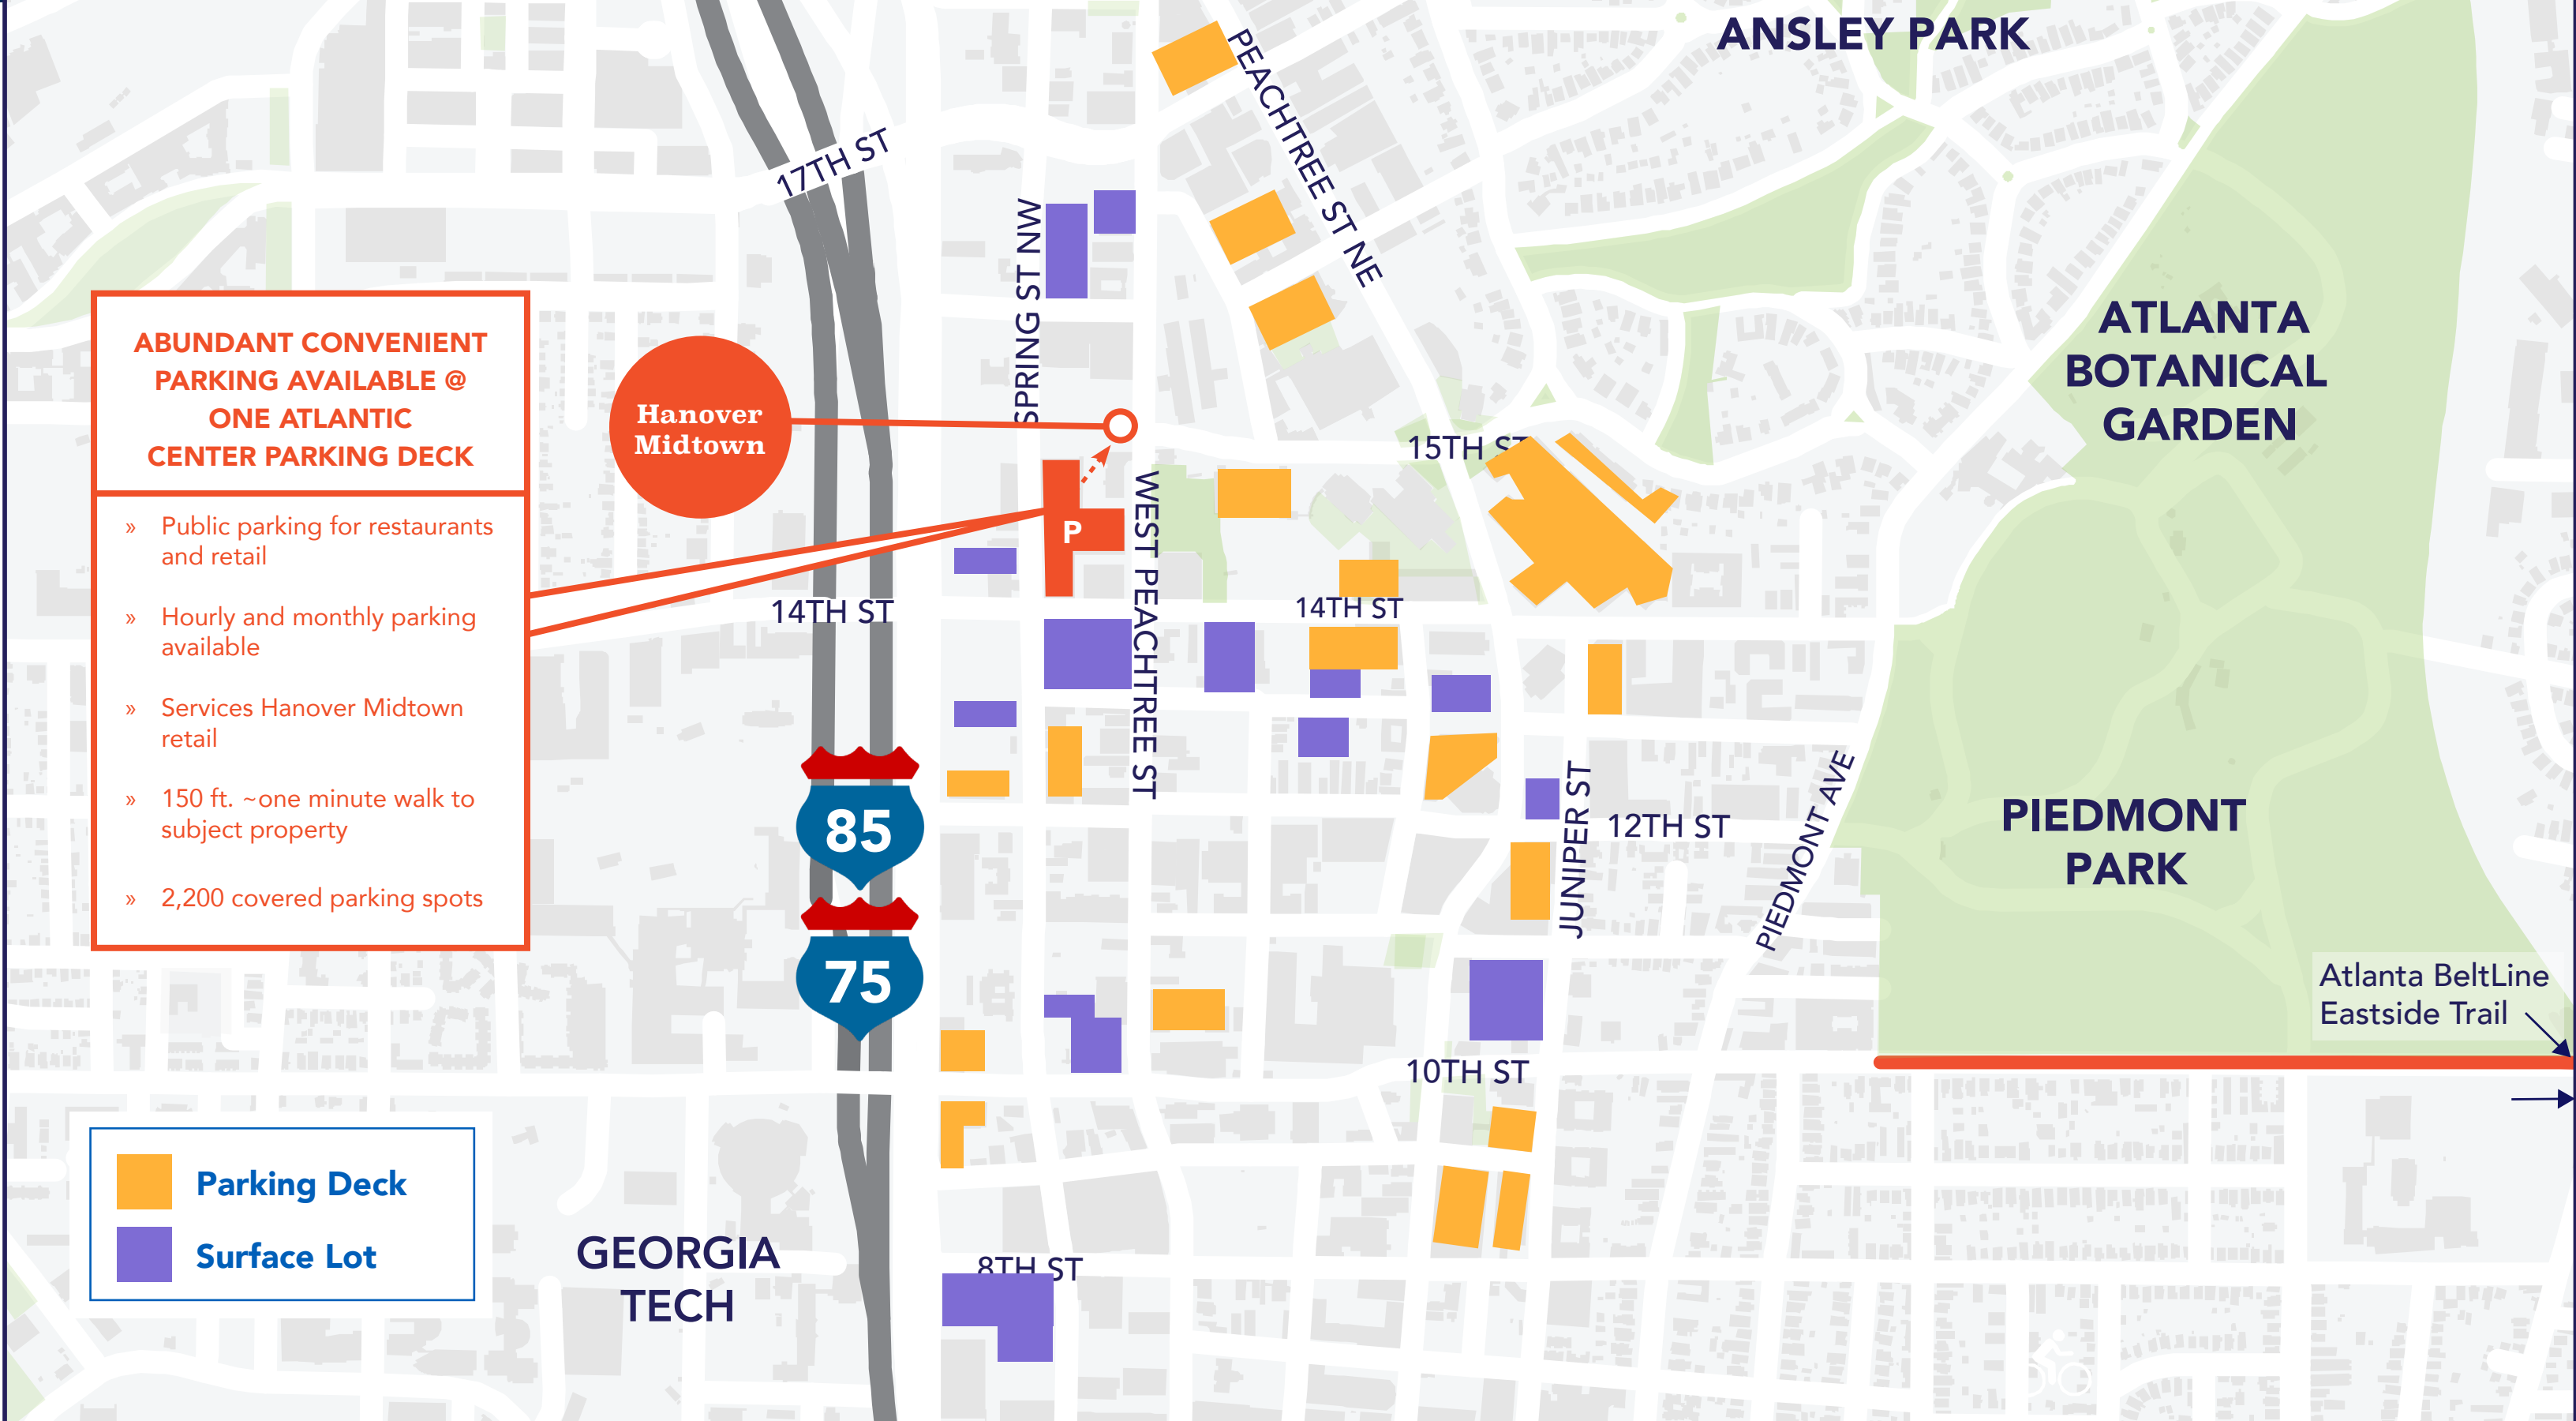 ANSLEY PARK
PEACHTREE ST NE
17TH ST
SPRING ST NW
ATLANTA
BOTANICAL
GARDEN
ABUNDANT CONVENIENT
PARKING AVAILABLE @
ONE ATLANTIC
CENTER PARKING DECK
» Public parking for restaurants
and retail
» Hourly and monthly parking
available
» Services Hanover Midtown
retail
» 150 ft. ~one minute walk to
subject property
» 2,200 covered parking spots
Hanover
Midtown
15TH ST
P
WEST PEACHTREE ST
14TH ST
14TH ST
85
75
JUNIPER ST
12TH ST
PIEDMONT AVE
PIEDMONT
PARK
Atlanta BeltLine
Eastside Trail
10TH ST
Parking Deck
Surface Lot
GEORGIA
TECH
8TH ST